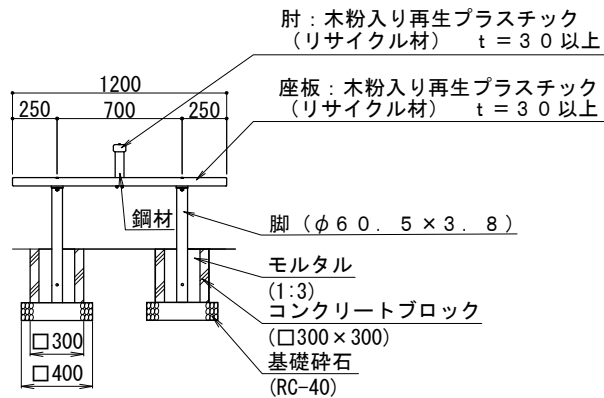 肘：木粉入り再生プラスチック
（リサイクル材）　ｔ＝３０以上
1200
座板：木粉入り再生プラスチック
（リサイクル材）　ｔ＝３０以上
250 700 250
鋼材
脚（φ６０．５×３．８）
モルタル
(1:3)
コンクリートブロック
(□300×300)
□300
基礎砕石
□400
(RC-40)